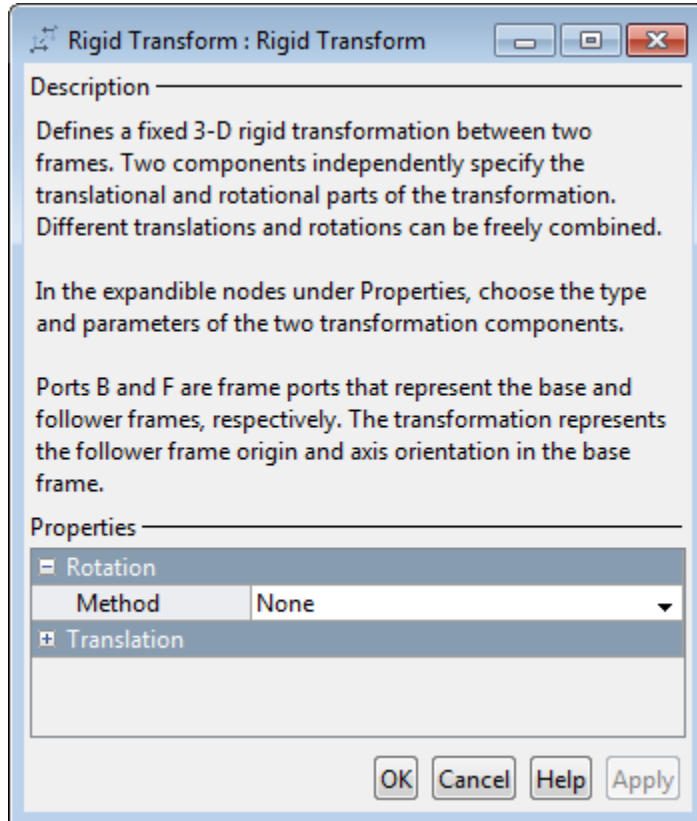 Rigid Transform : Rigid Transform
Description
Defines a fixed 3-D rigid transformation between two
frames. Two components independently specify the
translational and rotational parts of the transformation.
Different translations and rotations can be freely combined.
In the expandible nodes under Properties, choose the type
and parameters of the two transformation components.
Ports B and F are frame ports that represent the base and
follower frames, respectively. The transformation represents
the follower frame origin and axis orientation in the base
frame.
Properties
Rotation
Method None
Translation
OK Cancel Help Apply